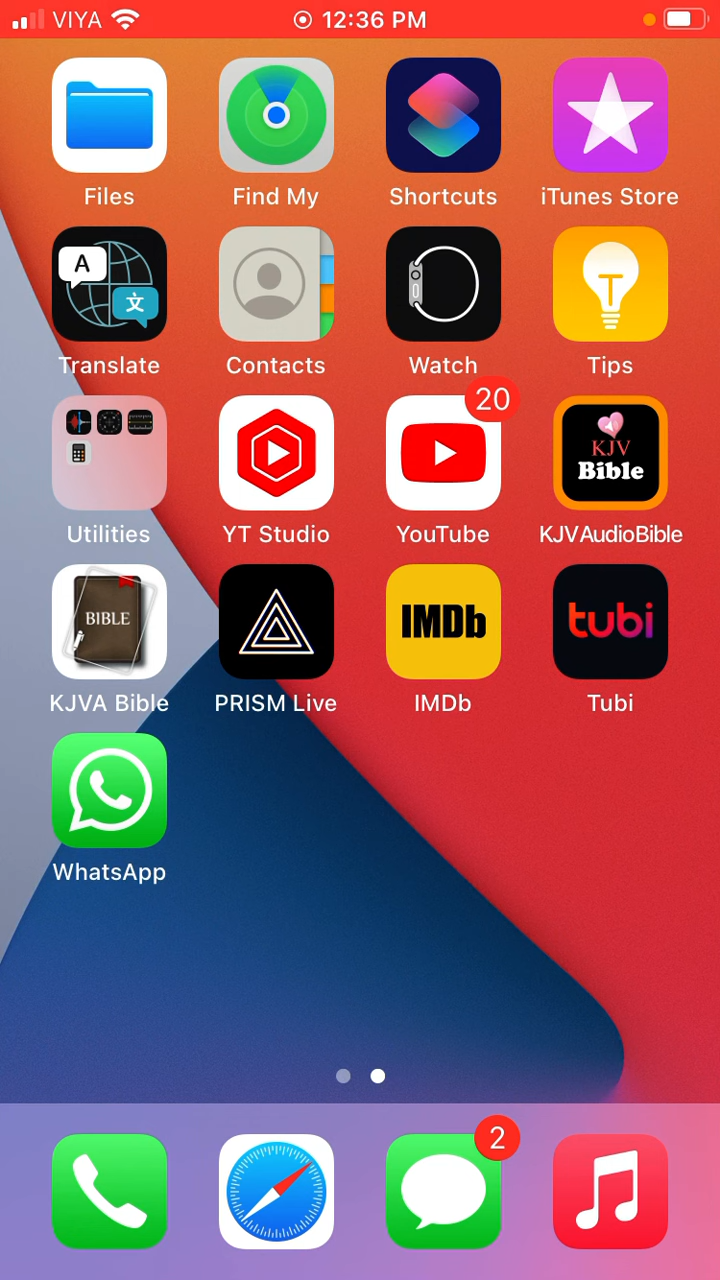 VIYA 12:36 PM
Files Find My Shortcuts iTunes Store
A 文
Translate Contacts Watch Tips
20
KJV
Bible
Utilities YT Studio YouTube KJVAudioBible
BIBLE IMDb tubi
KJVA Bible PRISM Live IMDb Tubi
WhatsApp
2